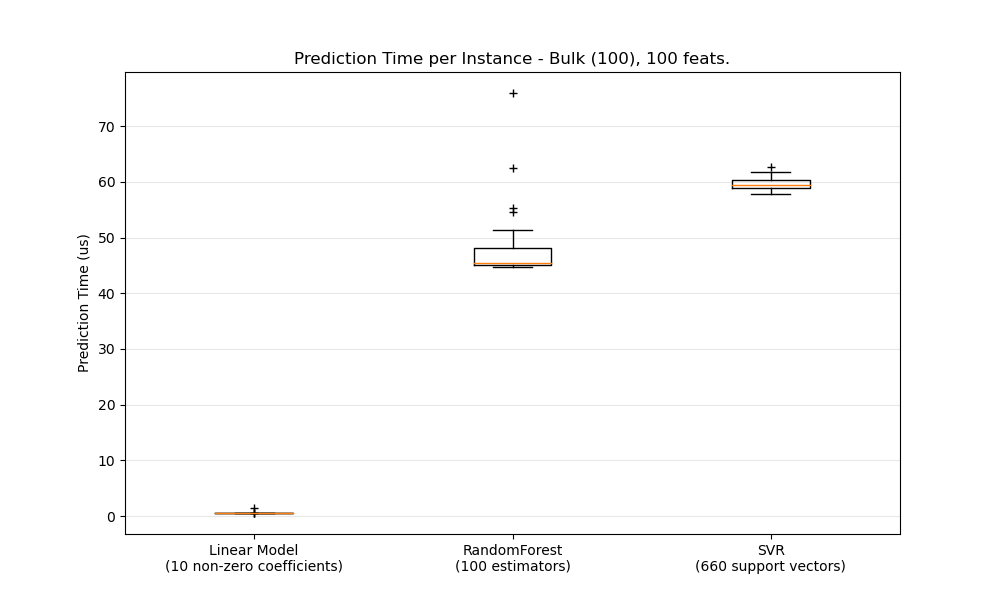 Prediction Time per Instance - Bulk (100), 100 feats.
Prediction Time (us)
70
60
50
40
30
20
10
0
Linear Model
(10 non-zero coefficients)
RandomForest
(100 estimators)
SVR
(660 support vectors)